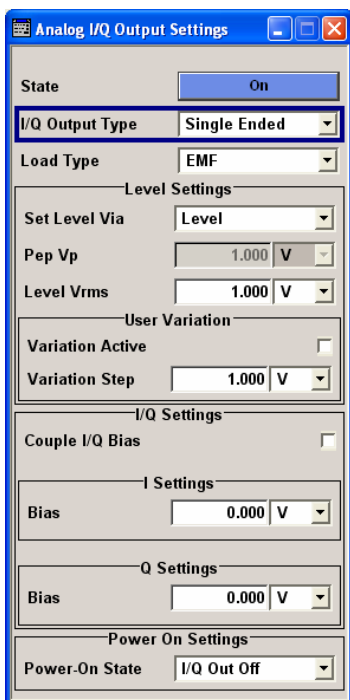 Analog I/Q Output Settings
State On
I/Q Output Type Single Ended
Load Type EMF
Level Settings
Set Level Via Level
Pep Vp 1.000 V
Level Vrms 1.000 V
User Variation
Variation Active
Variation Step 1.000 V
I/Q Settings
Couple I/Q Bias
I Settings
Bias 0.000 V
Q Settings
Bias 0.000 V
Power On Settings
Power-On State I/Q Out Off